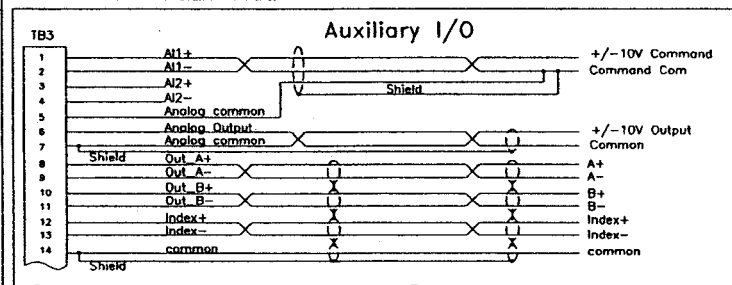 Auxiliary I/O
TB3
1 AI1+ +/-10V Command
2 AI1- Command Com
3 AI2+ Shield
4 AI2-
5 Analog common
6 Analog Output +/-10V Output
7 Analog common Common
Shield
8 Out_A+ A+
9 Out_A- A-
10 Out_B+ B+
11 Out_B- B-
12 Index+ Index+
13 Index- Index-
14 common common
Shield